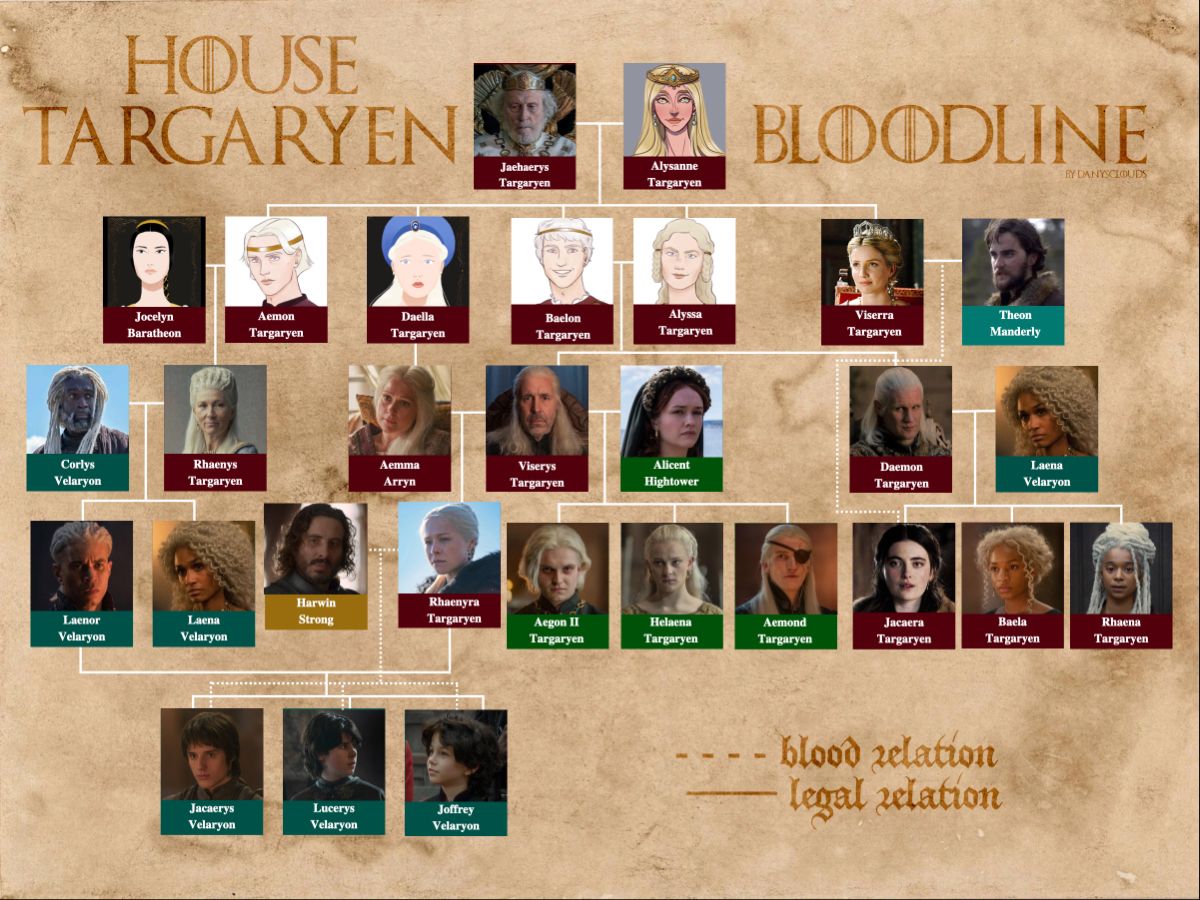 HOUSE
TARGARYEN
BLOODLINE
BY DANYSCLOUDS
Jaehaerys
Targaryen
Alysanne
Targaryen
Jocelyn
Baratheon
Aemon
Targaryen
Daella
Targaryen
Baelon
Targaryen
Alyssa
Targaryen
Viserra
Targaryen
Theon
Manderly
Corlys
Velaryon
Rhaenys
Targaryen
Aemma
Arryn
Viserys
Targaryen
Alicent
Hightower
Daemon
Targaryen
Laena
Velaryon
Laenor
Velaryon
Laena
Velaryon
Harwin
Strong
Rhaenyra
Targaryen
Aegon II
Targaryen
Helaena
Targaryen
Aemond
Targaryen
Jacaera
Targaryen
Baela
Targaryen
Rhaena
Targaryen
Jacaerys
Velaryon
Lucerys
Velaryon
Joffrey
Velaryon
blood relation
legal relation